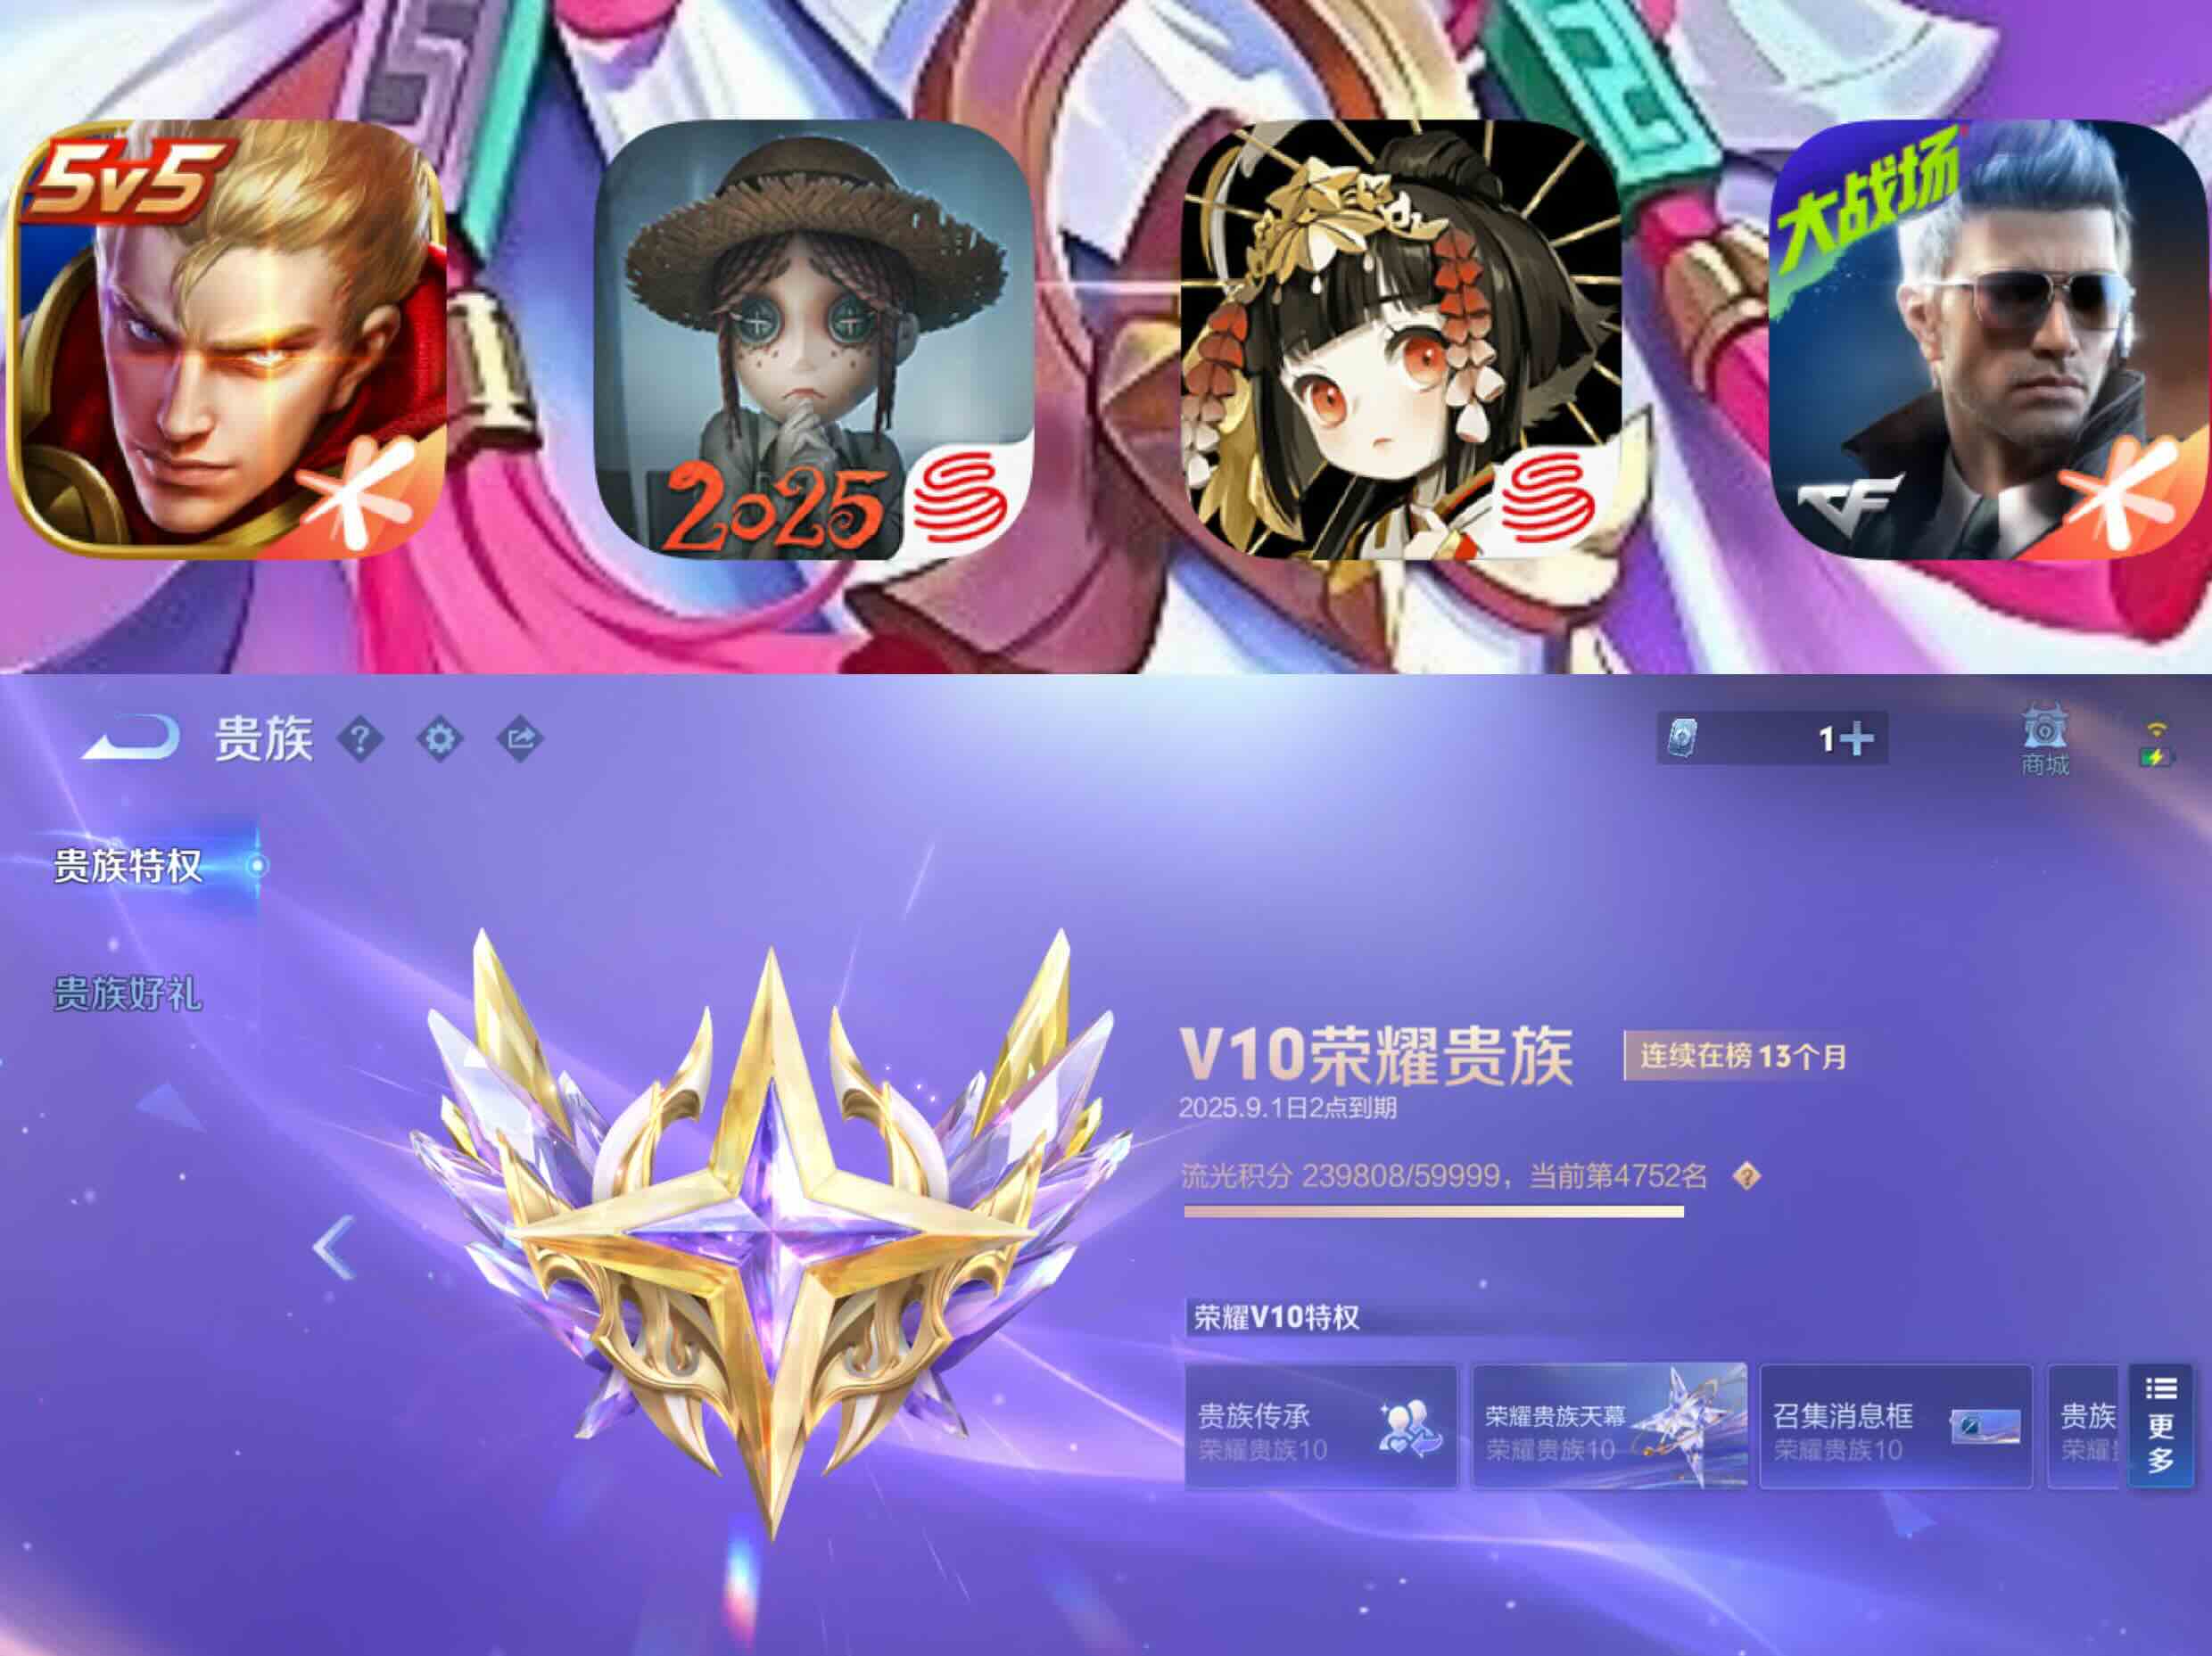 5v5
2025
大战场
CF
贵族
1
商城
贵族特权
贵族好礼
V10荣耀贵族
连续在榜 13个月
2025.9.1日2点到期
流光积分 239808/59999，当前第4752名
荣耀V10特权
贵族传承
荣耀贵族10
荣耀贵族天幕
荣耀贵族10
召集消息框
荣耀贵族10
贵族
荣耀
更多